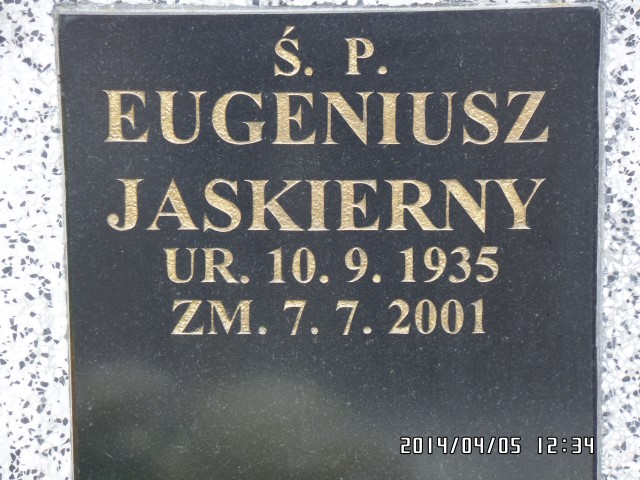 Ś. P.
EUGENIUSZ
JASKIERNY
UR. 10. 9. 1935
ZM. 7. 7. 2001
2014/04/05 12:34